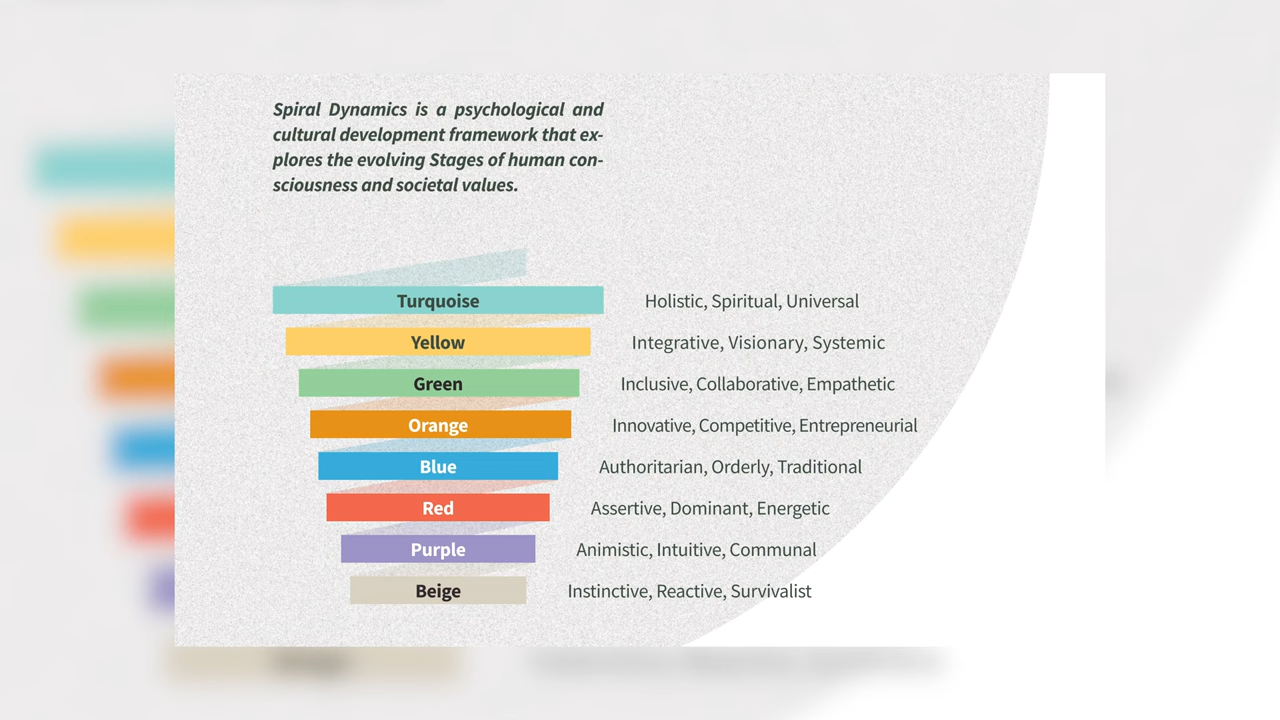 Spiral Dynamics is a psychological and
cultural development framework that ex-
plores the evolving Stages of human con-
sciousness and societal values.
Turquoise Holistic, Spiritual, Universal
Yellow Integrative, Visionary, Systemic
Green Inclusive, Collaborative, Empathetic
Orange Innovative, Competitive, Entrepreneurial
Blue Authoritarian, Orderly, Traditional
Red Assertive, Dominant, Energetic
Purple Animistic, Intuitive, Communal
Beige Instinctive, Reactive, Survivalist